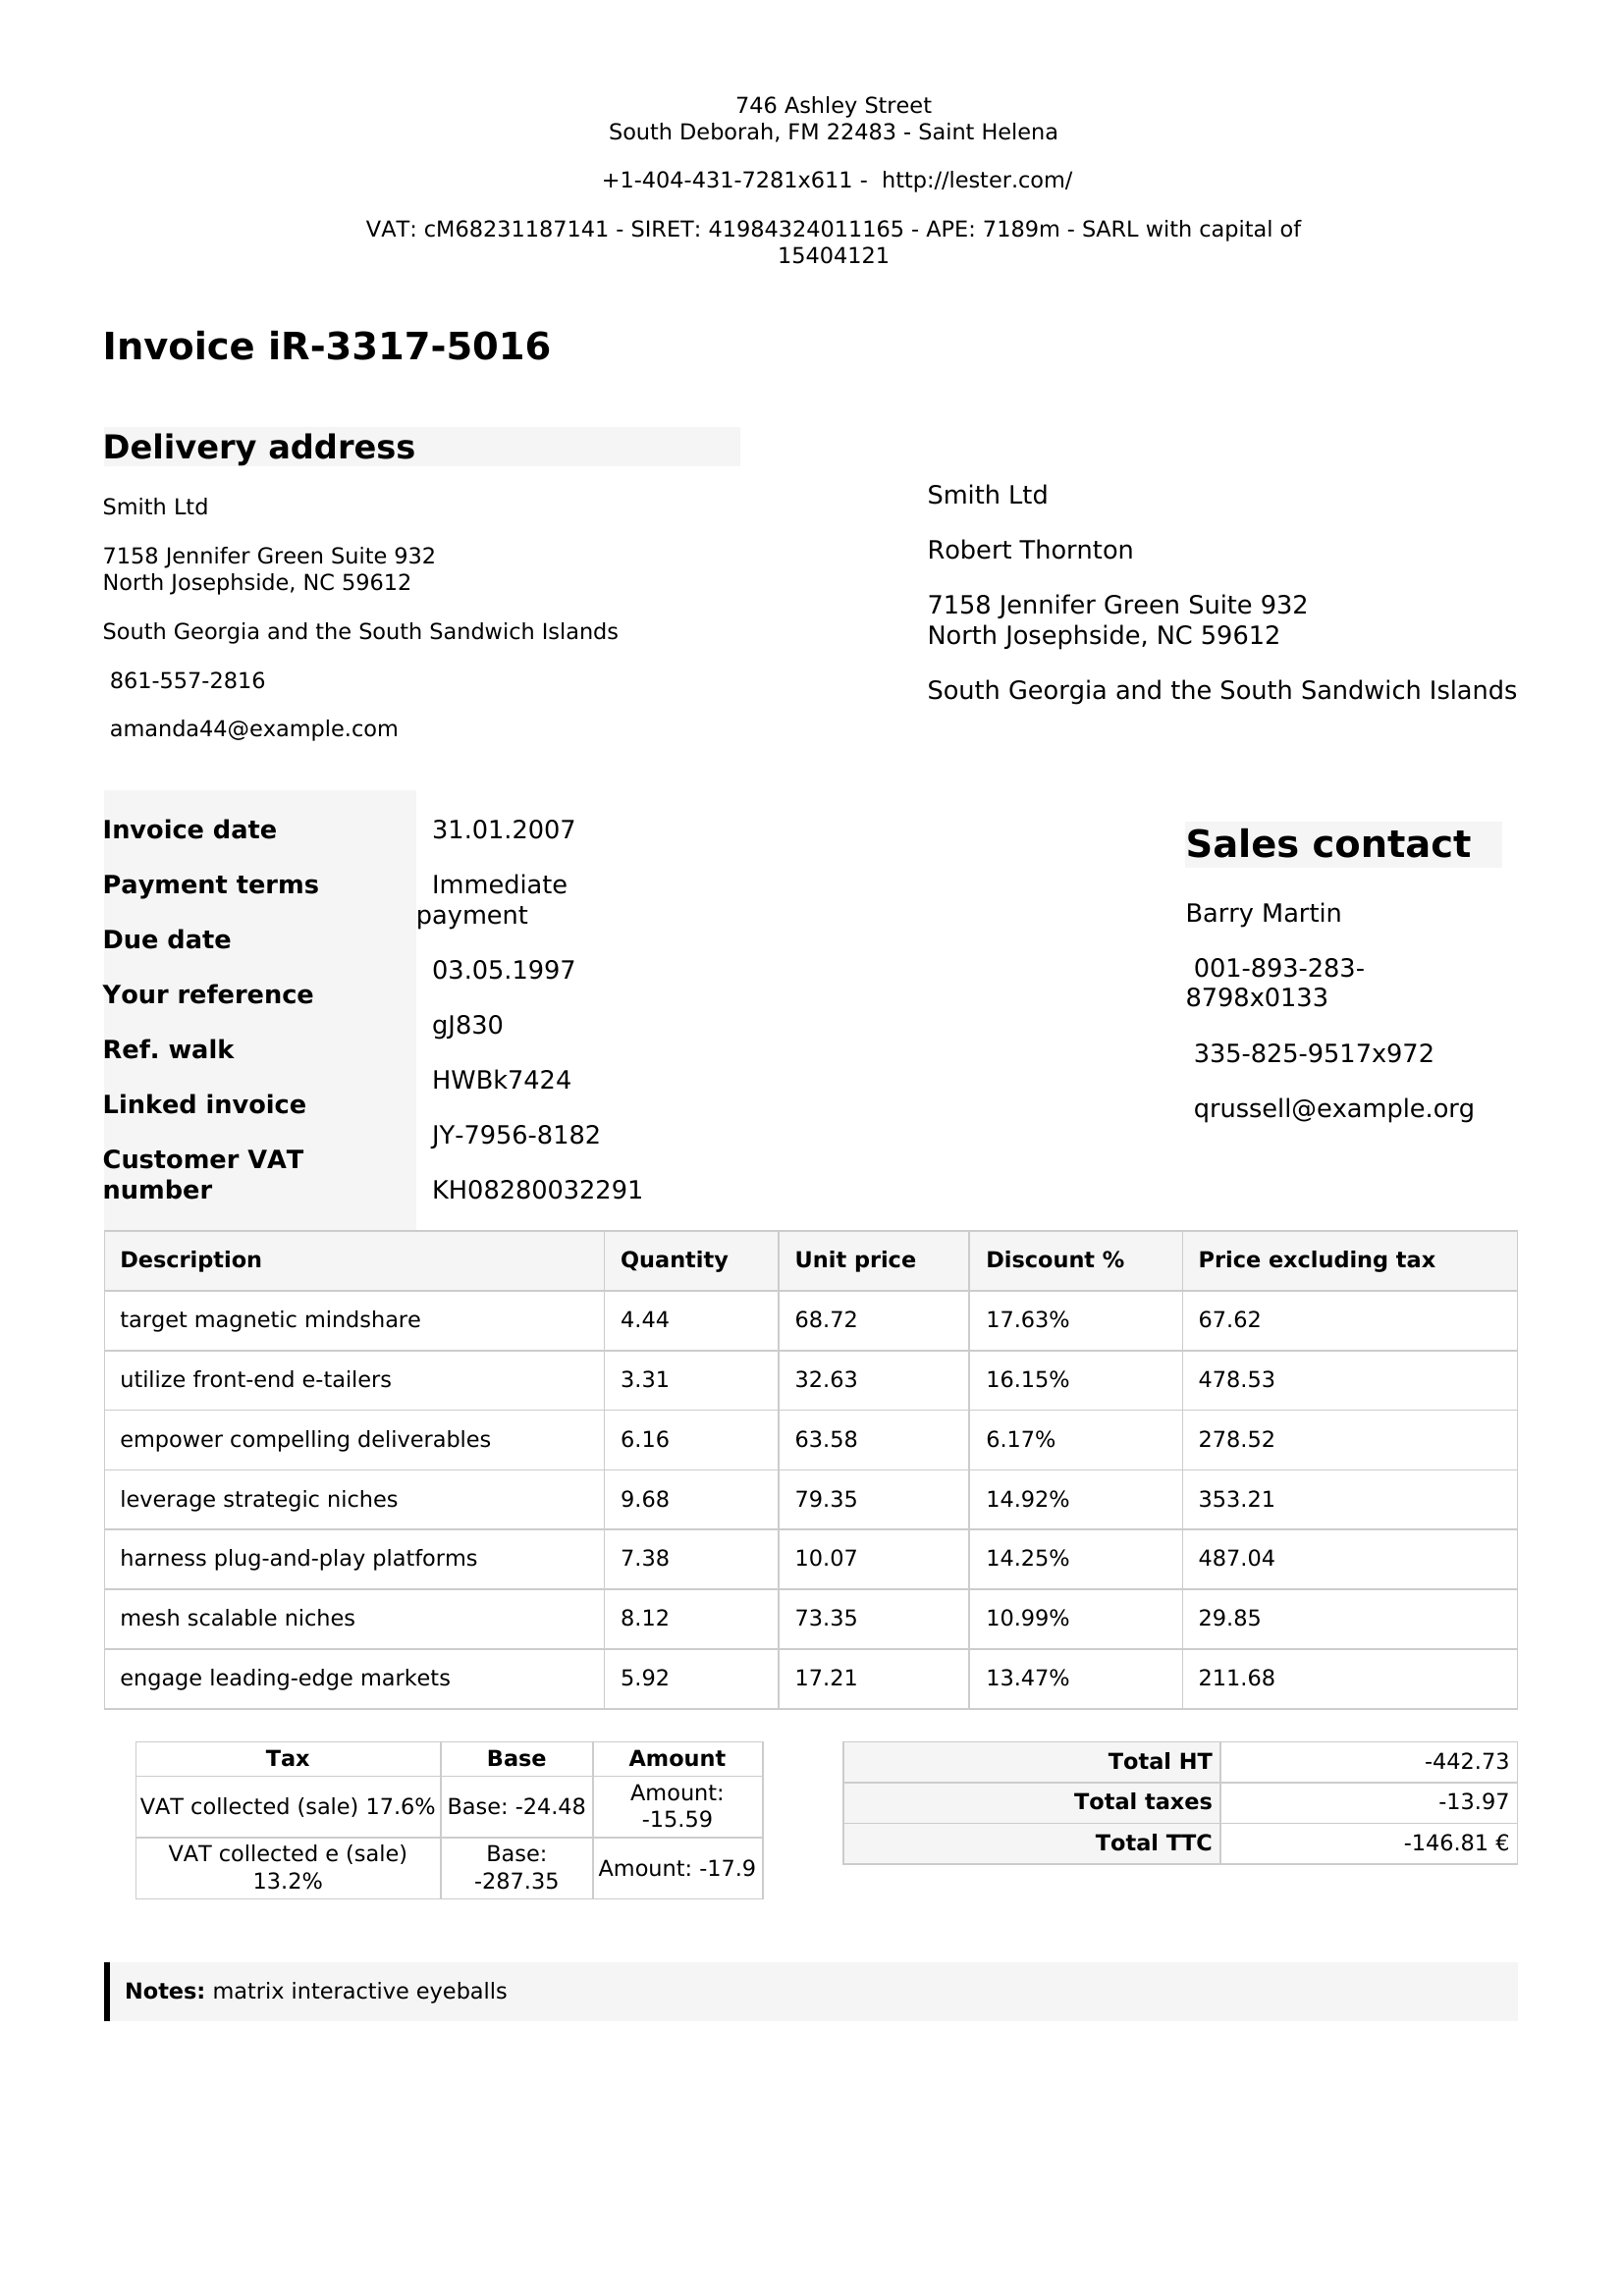 746 Ashley Street
South Deborah, FM 22483 - Saint Helena
+1-404-431-7281x611 -  http://lester.com/
VAT: cM68231187141 - SIRET: 41984324011165 - APE: 7189m - SARL with capital of
15404121
Invoice iR-3317-5016
Delivery address
Smith Ltd
7158 Jennifer Green Suite 932
North Josephside, NC 59612
South Georgia and the South Sandwich Islands
861-557-2816
amanda44@example.com
Smith Ltd
Robert Thornton
7158 Jennifer Green Suite 932
North Josephside, NC 59612
South Georgia and the South Sandwich Islands
Invoice date
Payment terms
Due date
Your reference
Ref. walk
Linked invoice
Customer VAT
number
31.01.2007
Immediate
payment
03.05.1997
gJ830
HWBk7424
JY-7956-8182
KH08280032291
Sales contact
Barry Martin
001-893-283-
8798x0133
335-825-9517x972
qrussell@example.org
Description Quantity Unit price Discount % Price excluding tax
target magnetic mindshare 4.44 68.72 17.63% 67.62
utilize front-end e-tailers 3.31 32.63 16.15% 478.53
empower compelling deliverables 6.16 63.58 6.17% 278.52
leverage strategic niches 9.68 79.35 14.92% 353.21
harness plug-and-play platforms 7.38 10.07 14.25% 487.04
mesh scalable niches 8.12 73.35 10.99% 29.85
engage leading-edge markets 5.92 17.21 13.47% 211.68
Tax Base Amount
VAT collected (sale) 17.6% Base: -24.48 Amount:
-15.59
VAT collected e (sale)
13.2%
Base:
-287.35
Amount: -17.9
Total HT -442.73
Total taxes -13.97
Total TTC -146.81 €
Notes: matrix interactive eyeballs